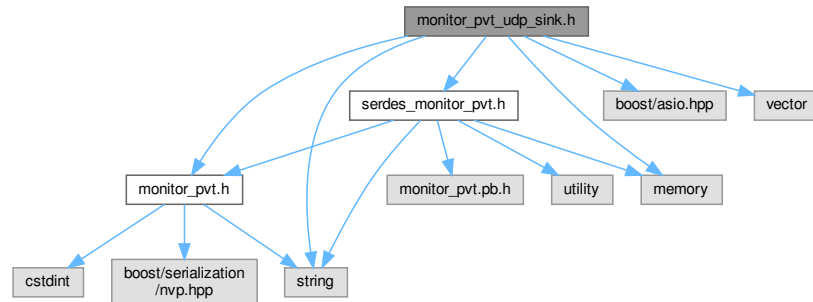 monitor_pvt_udp_sink.h
serdes_monitor_pvt.h
boost/asio.hpp
vector
monitor_pvt.h
monitor_pvt.pb.h
utility
memory
cstdint
boost/serialization
/nvp.hpp
string